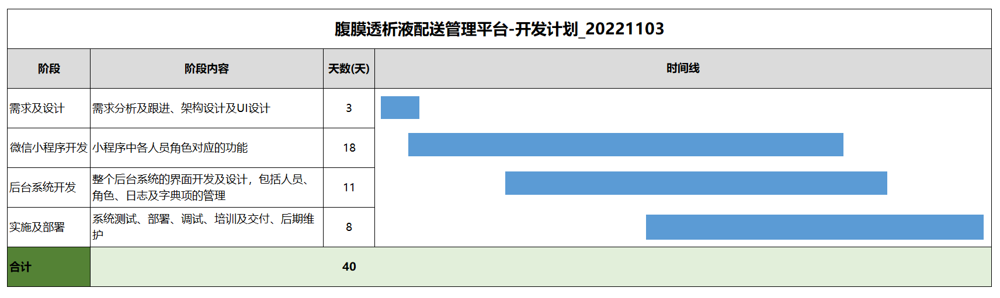 腹膜透析液配送管理平台-开发计划_20221103
阶段 阶段内容 天数(天) 时间线
需求及设计 需求分析及跟进、架构设计及UI设计 3
微信小程序开发 小程序中各人员角色对应的功能 18
后台系统开发 整个后台系统的界面开发及设计，包括人员、
角色、日志及字典项的管理 11
实施及部署 系统测试、部署、调试、培训及交付、后期维
护 8
合计 40